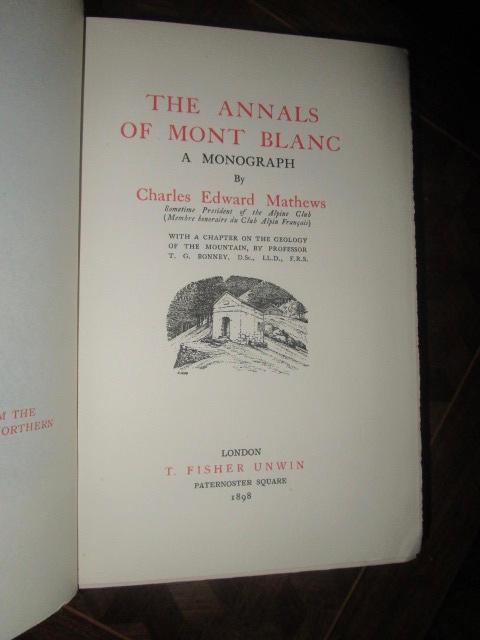 THE ANNALS
OF MONT BLANC
A MONOGRAPH
By
Charles Edward Mathews
Sometime President of the Alpine Club
(Membre honoraire du Club Alpin Français)
WITH A CHAPTER ON THE GEOLOGY
OF THE MOUNTAIN, BY PROFESSOR
T. G. BONNEY, D.Sc., LL.D., F.R.S.
LONDON
T. FISHER UNWIN
PATERNOSTER SQUARE
1898
THE
ORTHERN